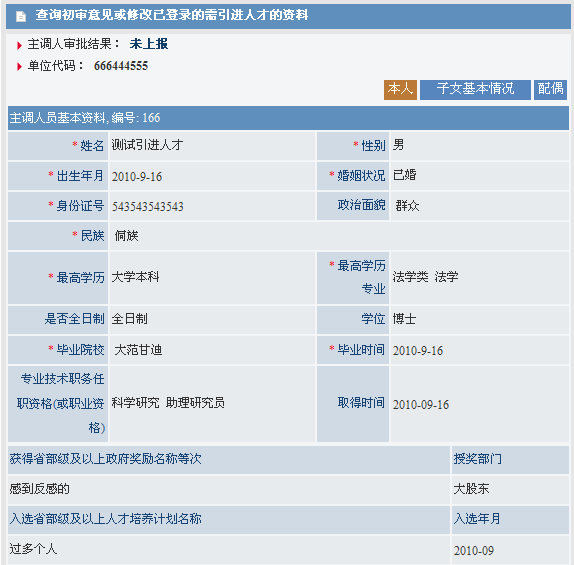 查询初审意见或修改已登录的需引进人才的资料
主调人审批结果： 未上报
单位代码： 666444555
本人 子女基本情况 配偶
主调人员基本资料, 编号: 166
* 姓名 测试引进人才 * 性别 男
* 出生年月 2010-9-16 * 婚姻状况 已婚
* 身份证号 543543543543 政治面貌 群众
* 民族 侗族
* 最高学历 大学本科 * 最高学历
专业 法学类 法学
是否全日制 全日制 学位 博士
* 毕业院校 大范甘迪 * 毕业时间 2010-9-16
专业技术职务任
职资格(或职业资 科学研究 助理研究员 取得时间 2010-09-16
格)
获得省部级及以上政府奖励名称等次 授奖部门
感到反感的 大股东
入选省部级及以上人才培养计划名称 入选年月
过多个人 2010-09